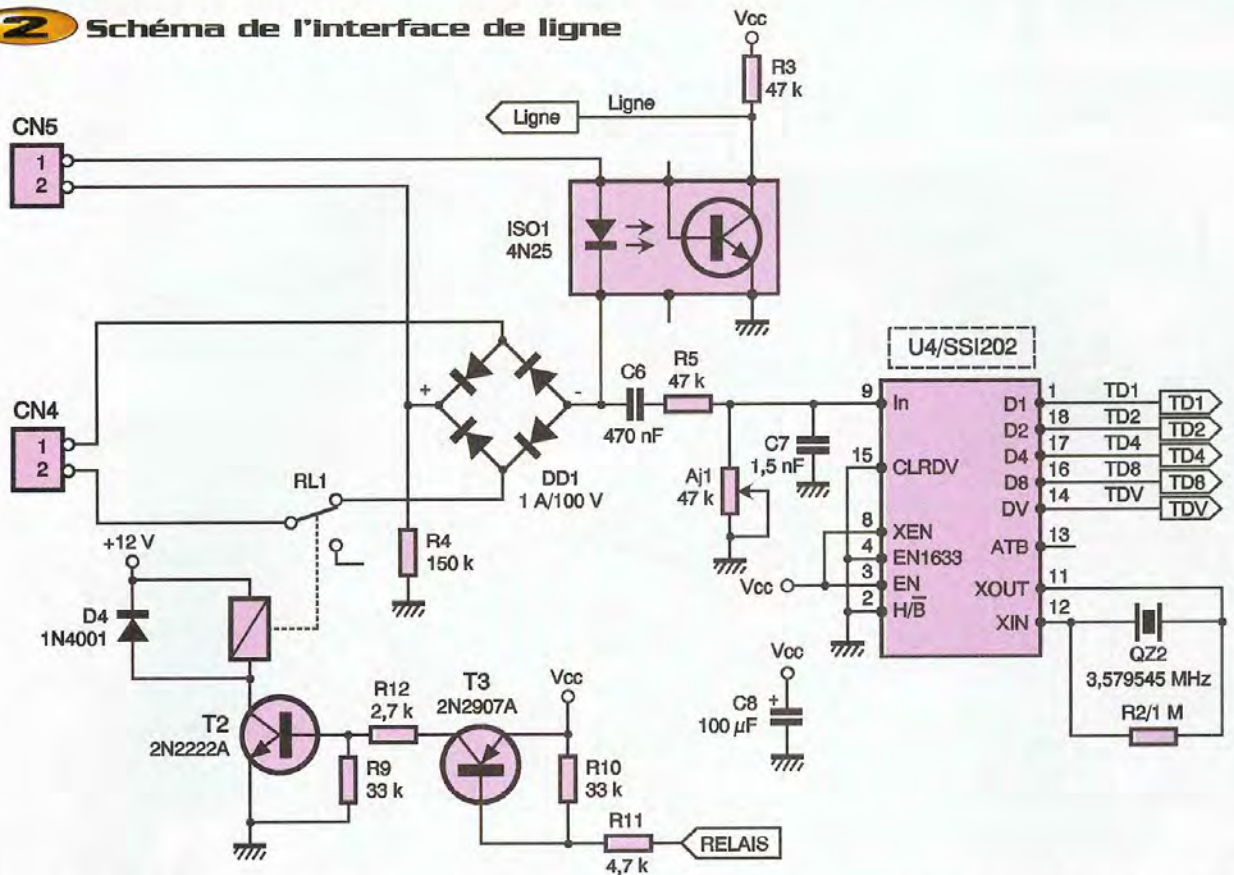 2 Schéma de l'interface de ligne
Vcc
R3
47 k
Ligne
Ligne
CN5
1
2
ISO1
4N25
U4/SSI202
CN4
1
2
+
-
C6
470 nF
R5
47 k
DD1
1 A/100 V
Aj1
47 k
C7
1,5 nF
9
In
15
CLRDV
8
XEN
4
EN1633
3
EN
2
H/B
Vcc
D1
1
TD1
TD1
D2
18
TD2
TD2
D4
17
TD4
TD4
D8
16
TD8
TD8
DV
14
TDV
TDV
ATB
13
XOUT
11
XIN
12
QZ2
3,579545 MHz
R2/1 M
RL1
R4
150 k
+12 V
D4
1N4001
T2
2N2222A
R12
2,7 k
R9
33 k
T3
2N2907A
Vcc
R10
33 k
R11
4,7 k
RELAIS
Vcc
C8
+
100 µF